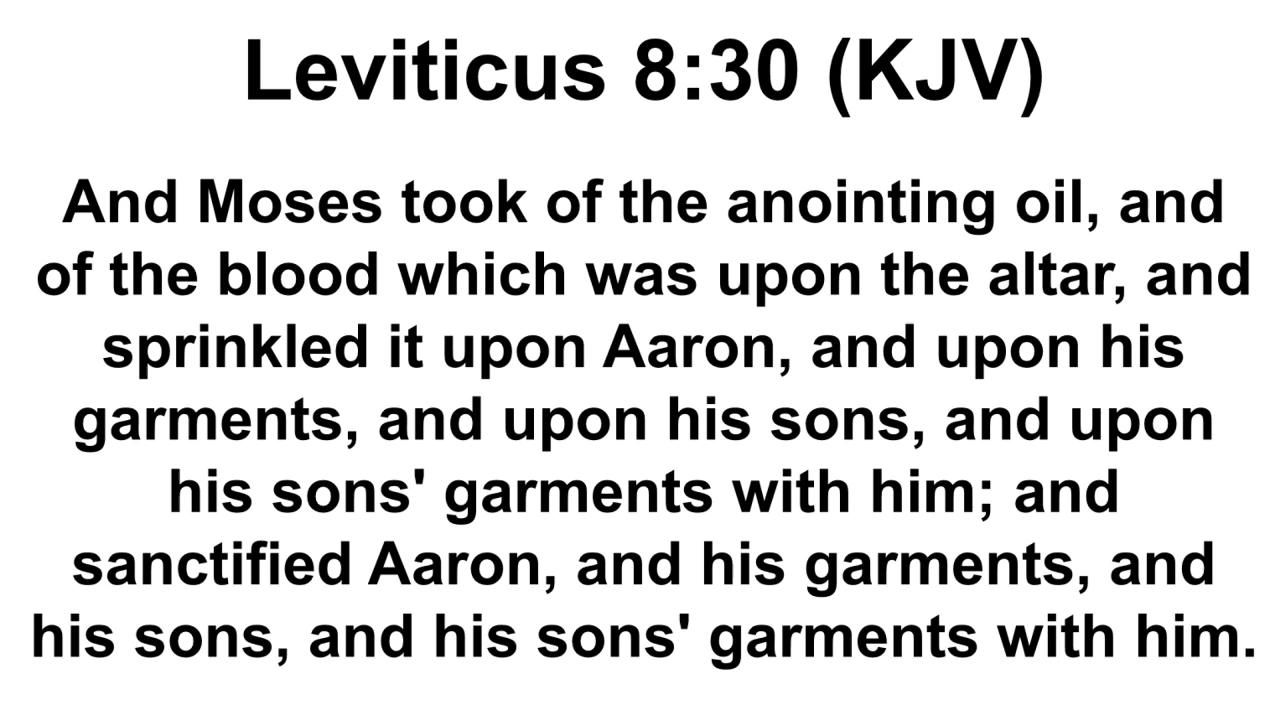 Leviticus 8:30 (KJV)
And Moses took of the anointing oil, and
of the blood which was upon the altar, and
sprinkled it upon Aaron, and upon his
garments, and upon his sons, and upon
his sons' garments with him; and
sanctified Aaron, and his garments, and
his sons, and his sons' garments with him.